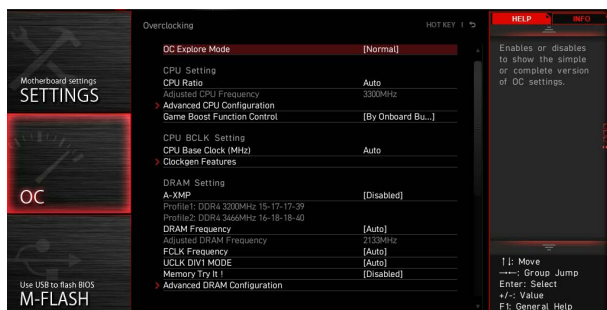 Overclocking
HOT KEY |
HELP
INFO
OC Explore Mode [Normal]
CPU Setting
CPU Ratio Auto
Adjusted CPU Frequency 3300MHz
Advanced CPU Configuration
Game Boost Function Control [By Onboard Bu...]
CPU BCLK Setting
CPU Base Clock (MHz) Auto
Clockgen Features
DRAM Setting
A-XMP [Disabled]
Profile1: DDR4 3200MHz 15-17-17-39
Profile2: DDR4 3466MHz 16-18-18-40
DRAM Frequency [Auto]
Adjusted DRAM Frequency 2133MHz
FCLK Frequency [Auto]
UCLK DIV1 MODE [Auto]
Memory Try It ! [Disabled]
Advanced DRAM Configuration
Motherboard settings
SETTINGS
OC
Use USB to flash BIOS
M-FLASH
Enables or disables
to show the simple
or complete version
of OC settings.
↑↓: Move
→←: Group Jump
Enter: Select
+/-: Value
F1: General Help